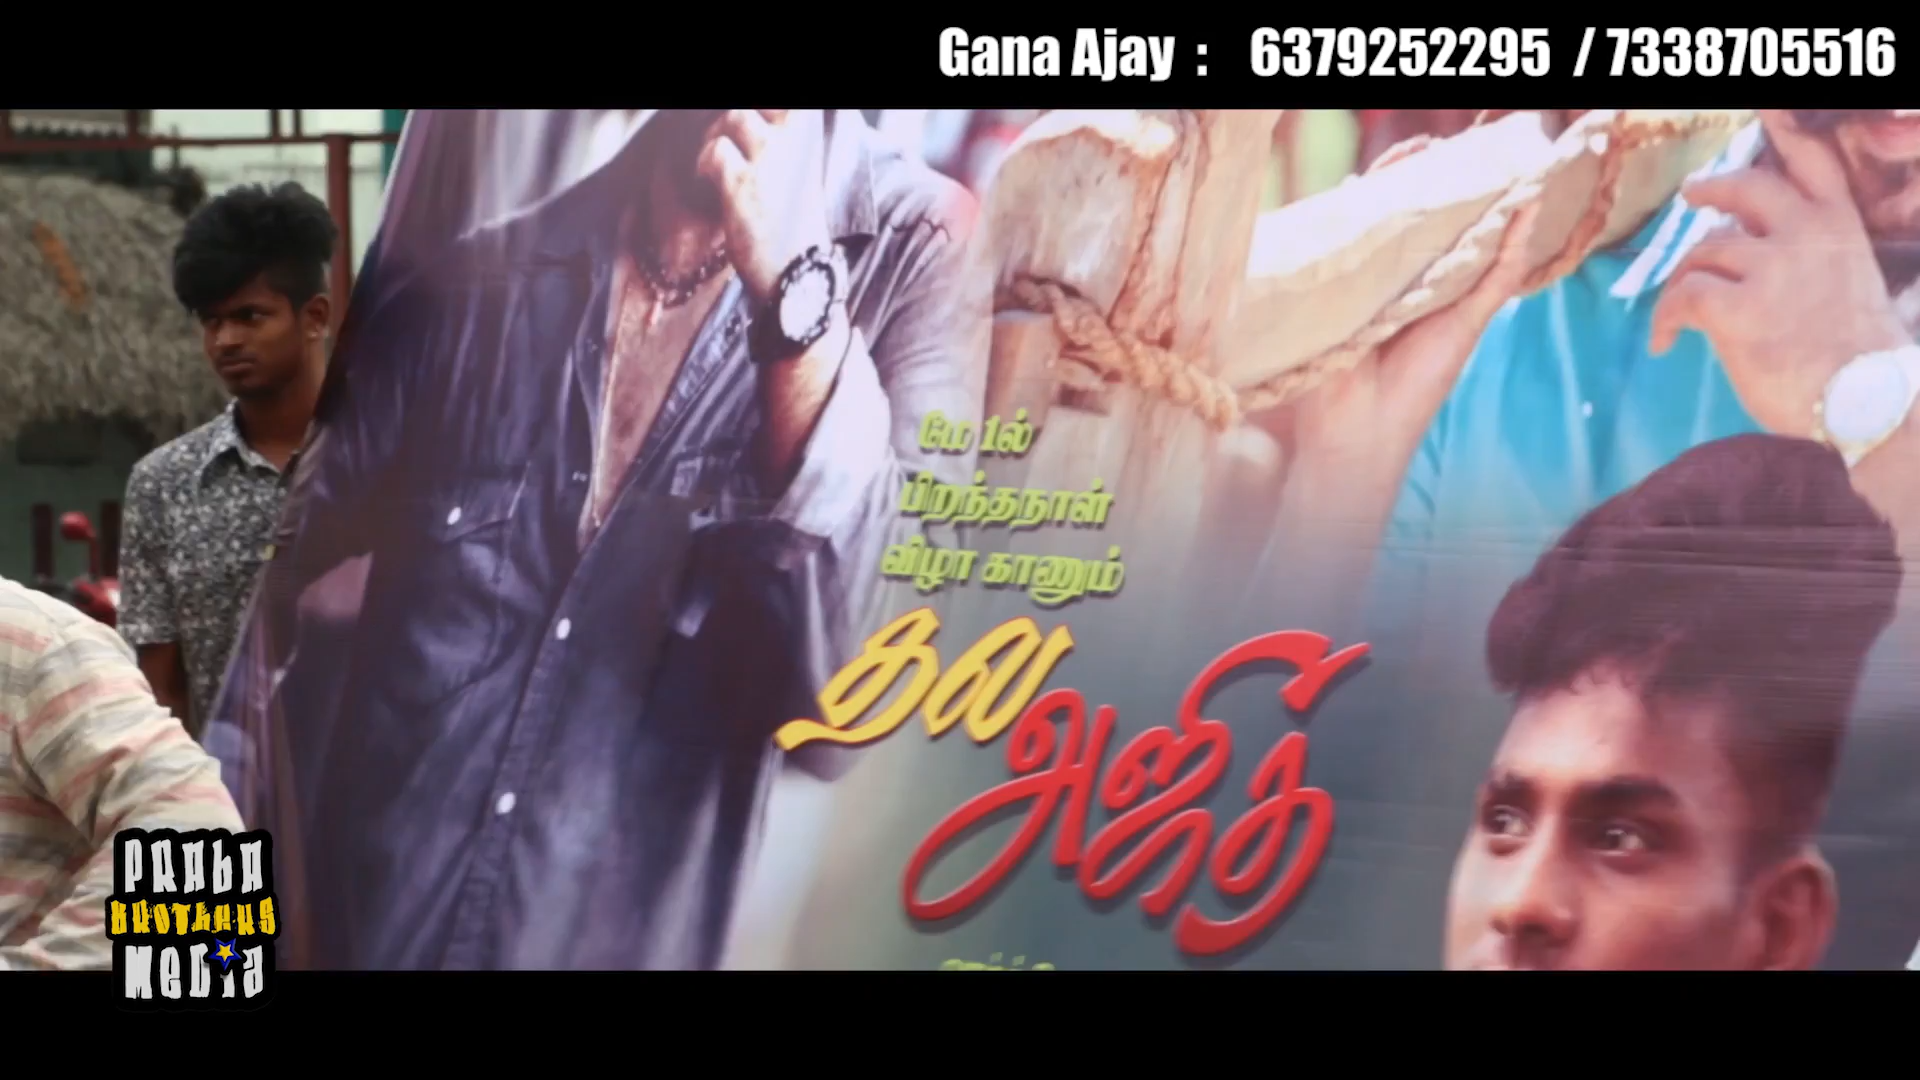 Gana Ajay : 6379252295 / 7338705516
மே 1ல்
பிறந்தநாள்
விழா காணும்
தல
அஜித்
PRABA
BROTHERS
MEDIA